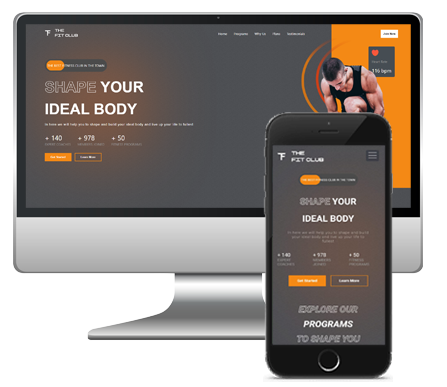 THE
FIT CLUB
Home Programs Why Us Plans Testimonials
Join Now
THE BEST FITNESS CLUB IN THE TOWN
SHAPE YOUR
IDEAL BODY
In here we will help you to shape and build your ideal body and live up your life to fullest
+ 140
+ 978
+ 50
EXPERT COACHES
MEMBERS JOINED
FITNESS PROGRAMS
Get Started
Learn More
Heart Rate
116 bpm
THE
FIT CLUB
THE BEST FITNESS CLUB IN THE TOWN
SHAPE YOUR
IDEAL BODY
In here we will help you to shape and build
your ideal body and live up your life to
fullest
+ 140
+ 978
+ 50
EXPERT
COACHES
MEMBERS
JOINED
FITNESS
PROGRAMS
Get Started
Learn More
EXPLORE OUR
PROGRAMS
TO SHAPE YOU